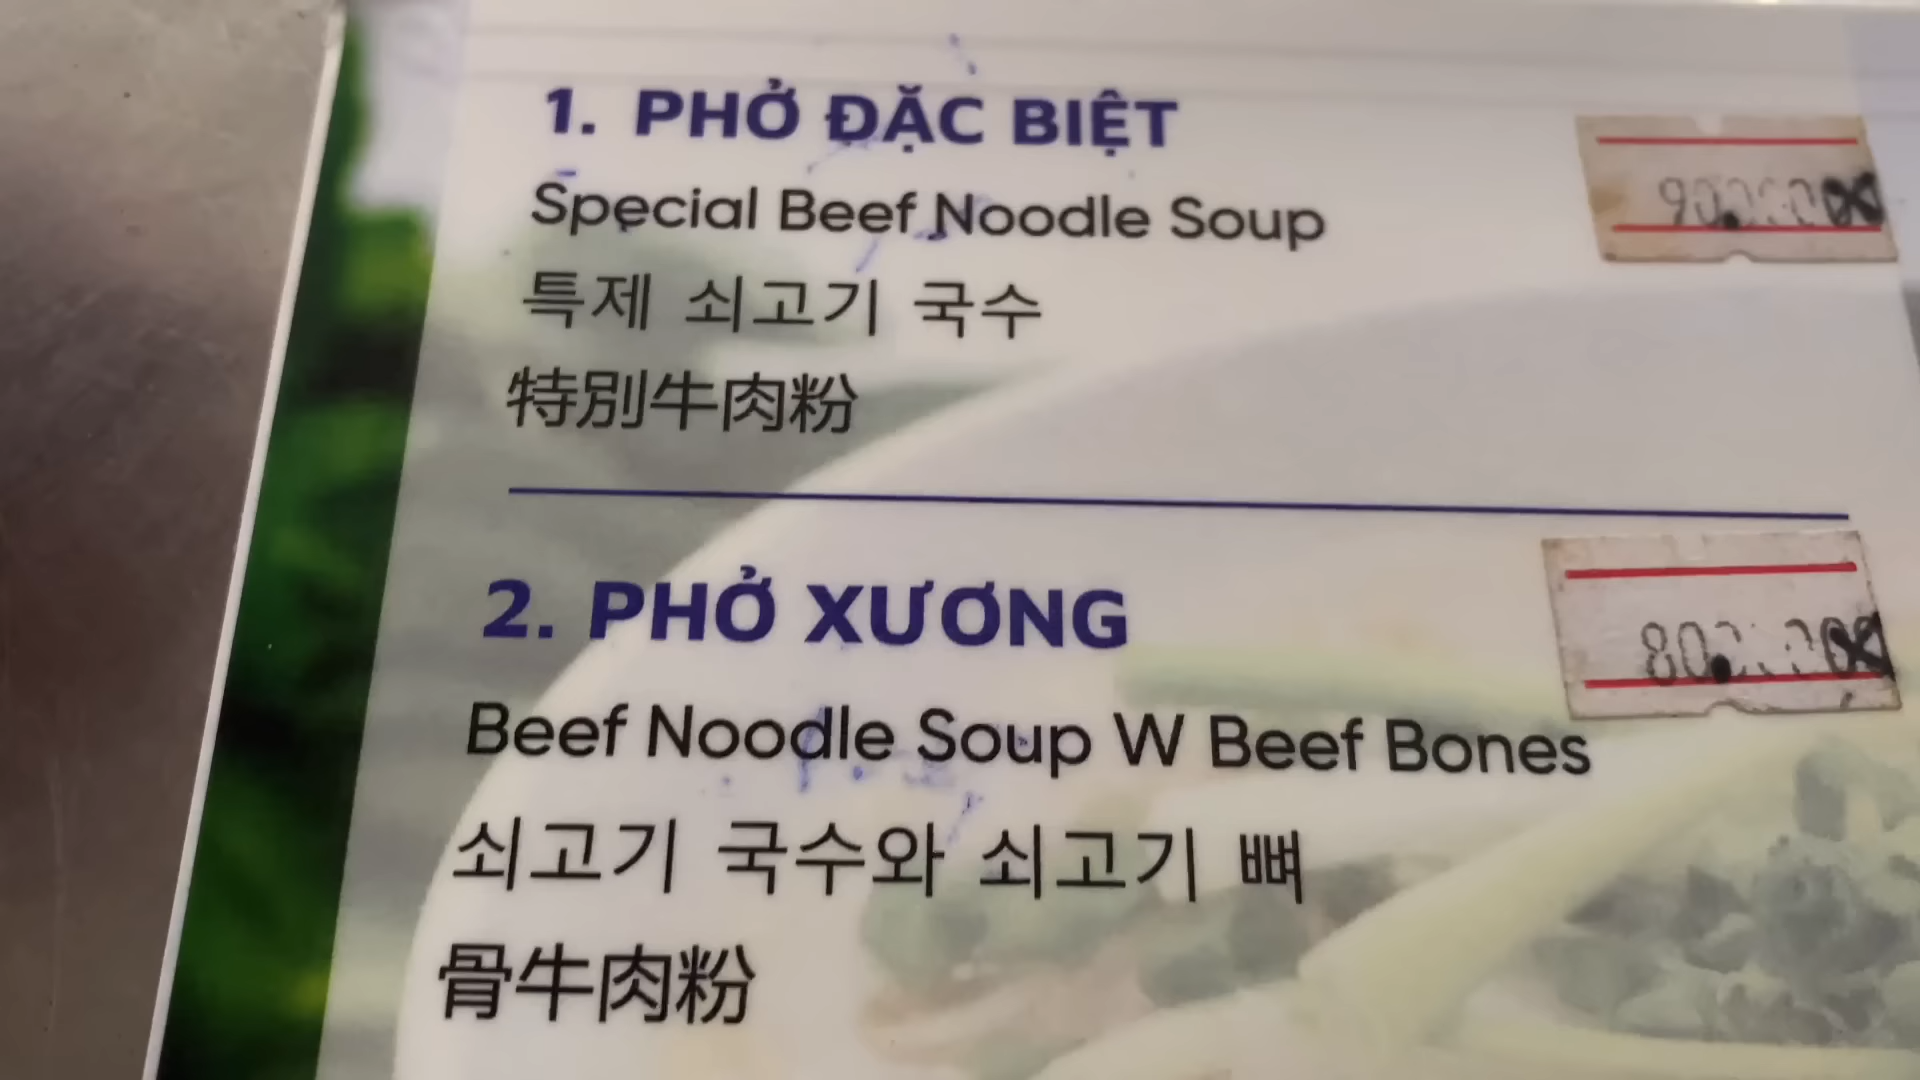 1. PHỞ ĐẶC BIỆT
Special Beef Noodle Soup
특제 쇠고기 국수
特別牛肉粉
2. PHỞ XƯƠNG
Beef Noodle Soup W Beef Bones
쇠고기 국수와 쇠고기 뼈
骨牛肉粉